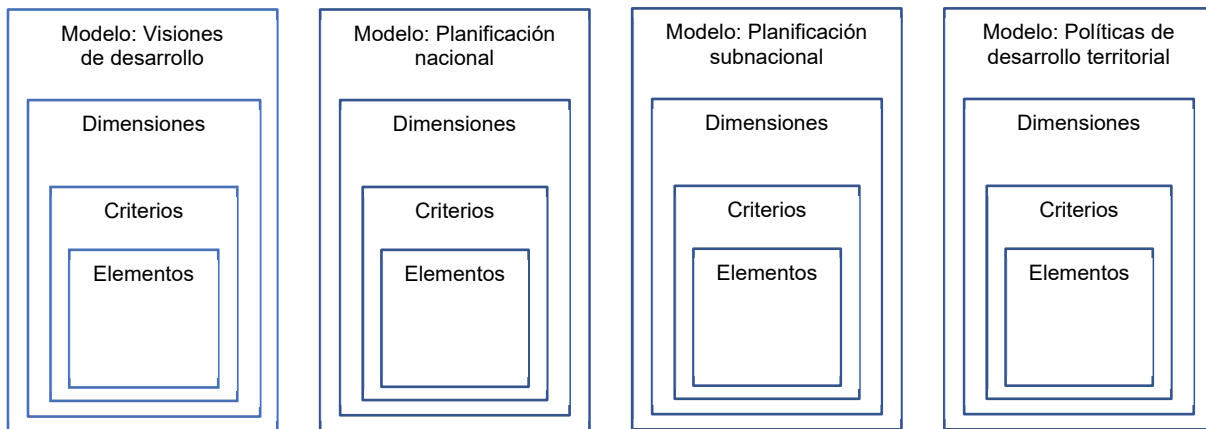 Modelo: Visiones
de desarrollo
Dimensiones
Criterios
Elementos
Modelo: Planificación
nacional
Dimensiones
Criterios
Elementos
Modelo: Planificación
subnacional
Dimensiones
Criterios
Elementos
Modelo: Políticas de
desarrollo territorial
Dimensiones
Criterios
Elementos